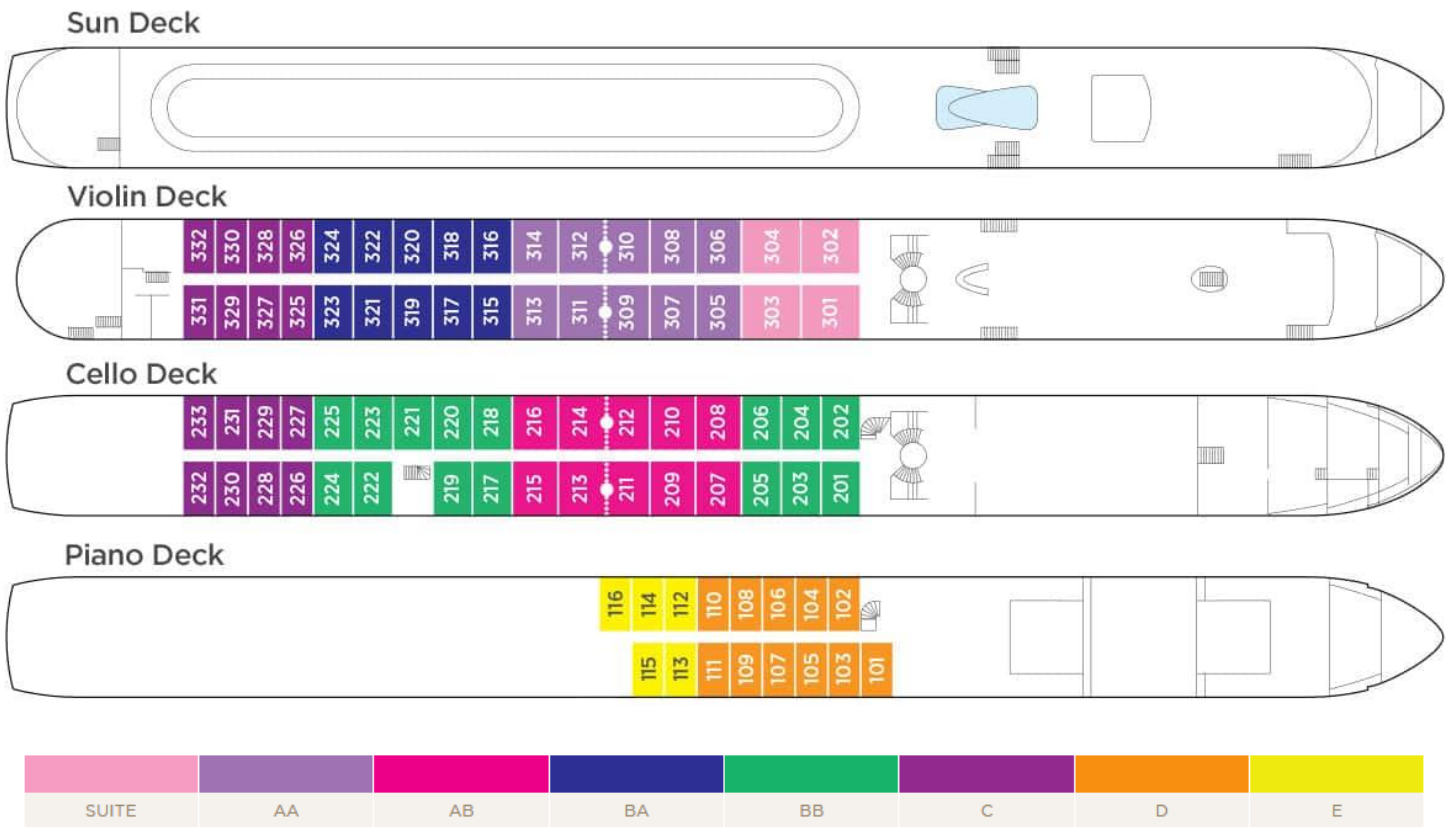 Sun Deck
Violin Deck
332 330 328 326 324 322 320 318 316 314 312 310 308 306 304 302
331 329 327 325 323 321 319 317 315 313 311 309 307 305 303 301
Cello Deck
233 231 229 227 225 223 221 220 218 216 214 212 210 208 206 204 202
232 230 228 226 224 222 219 217 215 213 211 209 207 205 203 201
Piano Deck
116 114 112 110 108 106 104 102
115 113 111 109 107 105 103 101
SUITE AA AB BA BB C D E